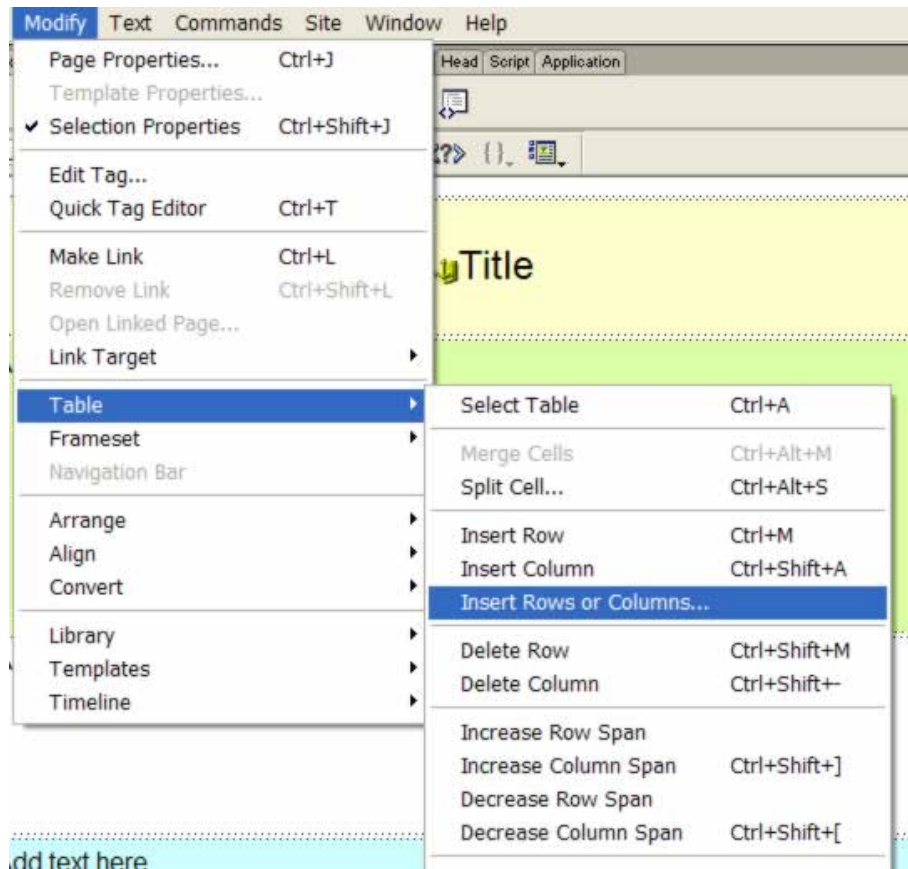 Modify Text Commands Site Window Help
Head Script Application
Page Properties... Ctrl+J
Template Properties...
✔ Selection Properties Ctrl+Shift+J
Edit Tag...
Quick Tag Editor Ctrl+T
Make Link Ctrl+L
Remove Link Ctrl+Shift+L
Open Linked Page...
Link Target
Table
Frameset
Navigation Bar
Arrange
Align
Convert
Library
Templates
Timeline
Title
Select Table Ctrl+A
Merge Cells Ctrl+Alt+M
Split Cell... Ctrl+Alt+S
Insert Row Ctrl+M
Insert Column Ctrl+Shift+A
Insert Rows or Columns...
Delete Row Ctrl+Shift+M
Delete Column Ctrl+Shift+-
Increase Row Span
Increase Column Span Ctrl+Shift+]
Decrease Row Span
Decrease Column Span Ctrl+Shift+[
dd text here